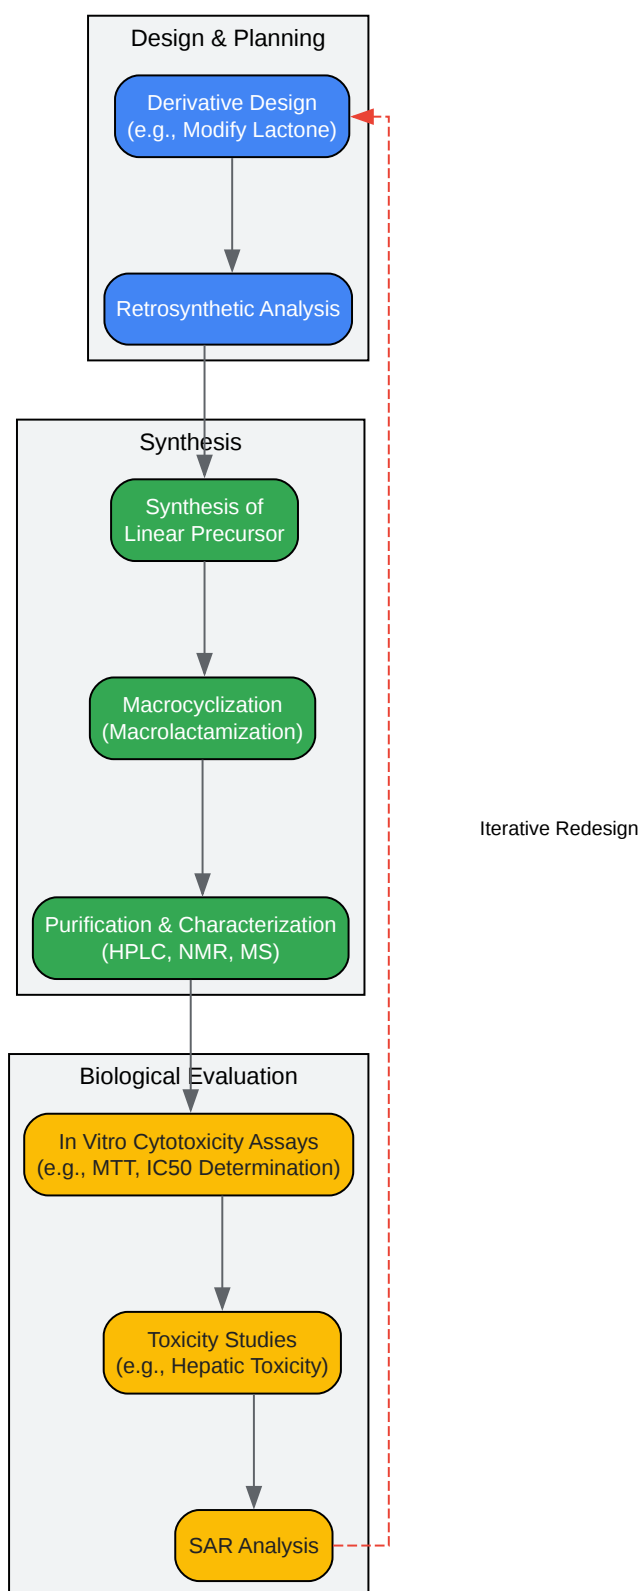 Design & Planning
Derivative Design
(e.g., Modify Lactone)
Retrosynthetic Analysis
Synthesis
Synthesis of
Linear Precursor
Macrocyclization
(Macrolactamization)
Iterative Redesign
Purification & Characterization
(HPLC, NMR, MS)
Biological Evaluation
In Vitro Cytotoxicity Assays
(e.g., MTT, IC50 Determination)
Toxicity Studies
(e.g., Hepatic Toxicity)
SAR Analysis